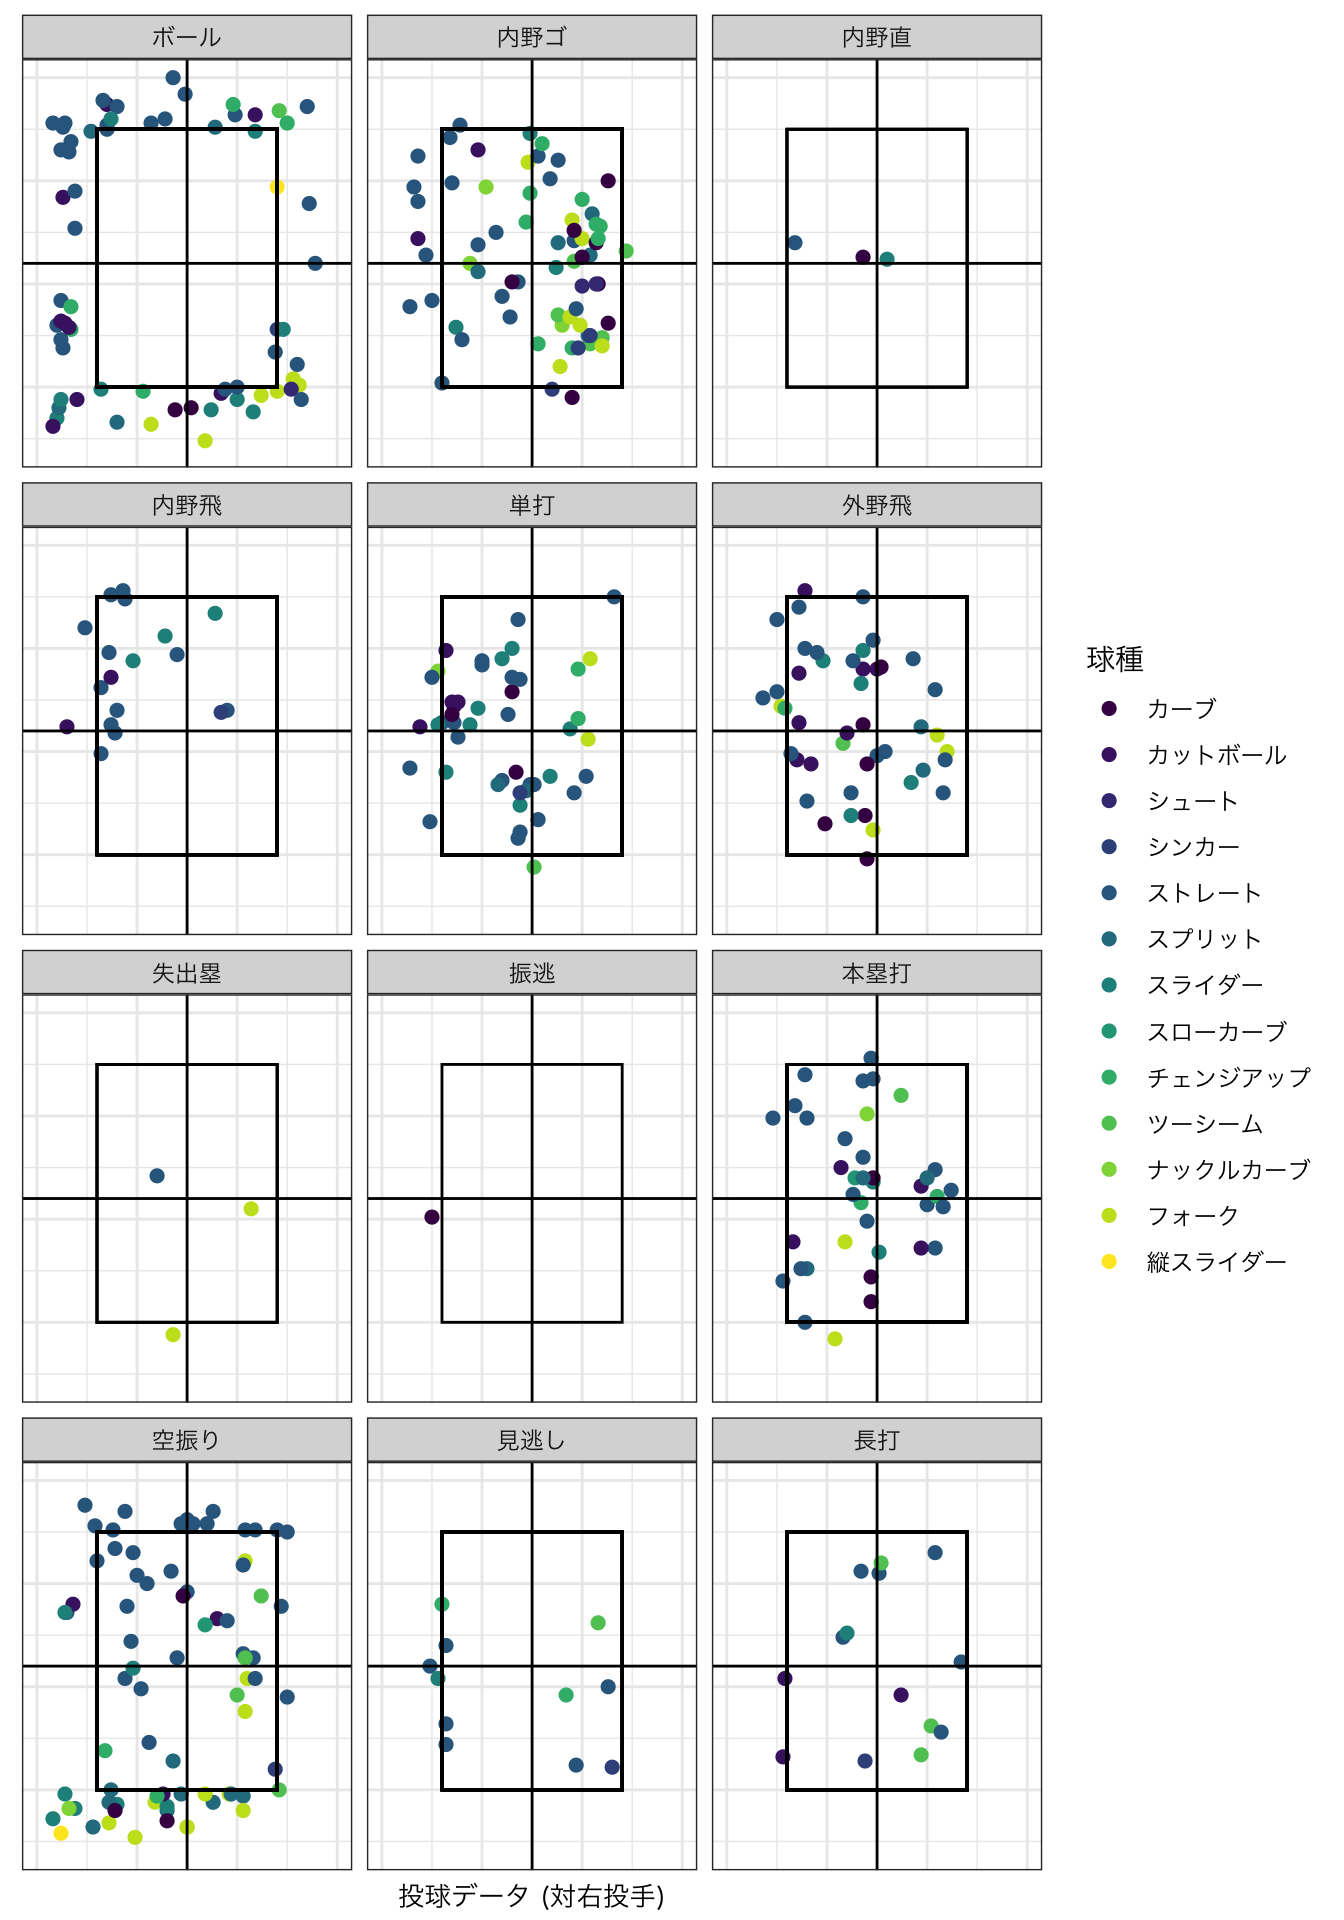 ボール
内野ゴ
内野直
内野飛
単打
外野飛
失出塁
振逃
本塁打
空振り
見逃し
長打
投球データ (対右投手)
球種
カーブ
カットボール
シュート
シンカー
ストレート
スプリット
スライダー
スローカーブ
チェンジアップ
ツーシーム
ナックルカーブ
フォーク
縦スライダー